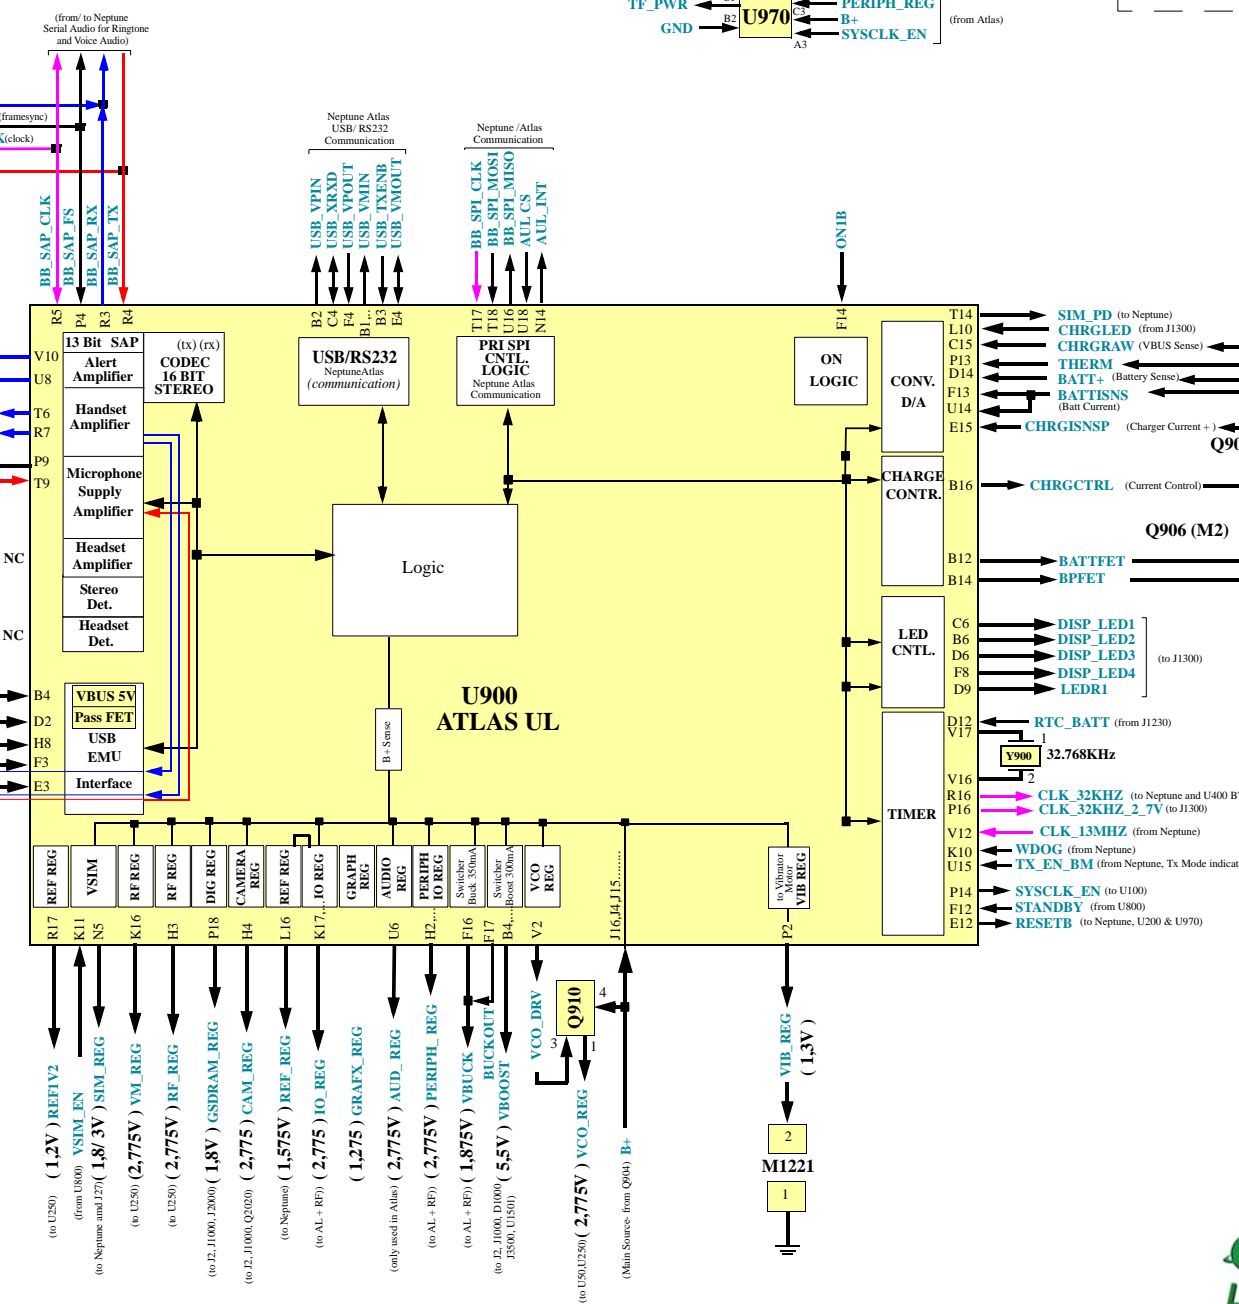 TF_PWR
GND
B2
U970
C3
A3
PERIPH_REG
B+
SYSCLK_EN
(from Atlas)
(from/ to Neptune
Serial Audio for Ringtone
and Voice Audio)
(framesync)
(clock)
BB_SAP_CLK
BB_SAP_FS
BB_SAP_RX
BB_SAP_TX
R5
P4
R3
R4
Neptune Atlas
USB/ RS232
Communication
USB_VPIN
USB_XRXD
USB_VPOUT
USB_VMIN
USB_TXENB
USB_VMOUT
B2
C4
F4
B1,..
B3
E4
Neptune /Atlas
Communication
BB_SPI_CLK
BB_SPI_MOSI
BB_SPI_MISO
AUL CS
AUL_INT
T17
T18
U16
U18
N14
ON1B
F14
V10
U8
T6
R7
P9
T9
NC
NC
B4
D2
H8
F3
E3
13 Bit SAP
Alert
Amplifier
Handset
Amplifier
Microphone
Supply
Amplifier
Headset
Amplifier
Stereo
Det.
Headset
Det.
(tx) (rx)
CODEC
16 BIT
STEREO
USB/RS232
NeptuneAtlas
(communication)
PRI SPI
CNTL.
LOGIC
Neptune Atlas
Communication
ON
LOGIC
CONV.
D/A
CHARGE
CONTR.
LED
CNTL.
TIMER
Logic
U900
ATLAS UL
B+ Sense
VBUS 5V
Pass FET
USB
EMU
Interface
T14
SIM_PD (to Neptune)
L10
CHRGLED (from J1300)
C15
CHRGRAW (VBUS Sense)
P13
THERM
D14
BATT+ (Battery Sense)
F13
BATTISNS
U14
(Batt Current)
E15
CHRGISNSP (Charger Current + )
B16
CHRGCTRL (Current Control)
Q906 (M2)
B12
BATTFET
B14
BPFET
C6
DISP_LED1
B6
DISP_LED2
D6
DISP_LED3
F8
DISP_LED4
D9
LEDR1
(to J1300)
D12
RTC_BATT (from J1230)
V17
1
Y900
32.768KHz
V16
2
R16
CLK_32KHZ (to Neptune and U400
P16
CLK_32KHZ_2_7V (to J1300)
V12
CLK_13MHZ (from Neptune)
K10
WDOG (from Neptune)
U15
TX_EN_BM (from Neptune, Tx Mode indicat
P14
SYSCLK_EN (to U100)
F12
STANDBY (from U800)
E12
RESETB (to Neptune, U200 & U970)
REF REG
VSIM
RF REG
RF REG
DIG REG
CAMERA
REG
REF REG
IO REG
GRAPH
REG
AUDIO
REG
PERIPH
IO REG
Switcher
Buck 350mA
Switcher
Boost 300mA
VCO
REG
to Vibrator
Motor
VIB REG
R17
K11
N5
K16
H3
P18
H4
L16
K17,...
U6
H2,...
F16
F17
B4,...
V2
J16,J4,J15........
P2
(to U250) ( 1,2V ) REF1V2
(from U800) VSIM_EN
(to Neptune amd J27) ( 1,8/ 3V ) SIM_REG
(to U250) (2,775V ) VM_REG
(to U250) ( 2,775V ) RF_REG
(to J2, J1000, J2000) ( 1,8V ) GSDRAM_REG
(to J2, J1000, Q2020) ( 2,775 ) CAM_REG
(to Neptune) ( 1,575V ) REF_REG
(to AL + RF)) ( 2,775 ) IO_REG
( 1,275 ) GRAFX_REG
(only used in Atlas) ( 2,775V ) AUD_ REG
(to AL + RF)) ( 2,775V ) PERIPH_ REG
(to AL + RF)) ( 1,875V ) VBUCK
BUCKOUT
(to J2, J1000, D1000
J3500, U1501)
( 5,5V ) VBOOST
VCO_DRV
Q910
4
3
1
(to U50,U250) ( 2,775V ) VCO_REG
(Main Source- from Q904) B+
VIB_REG
( 1,3V )
2
M1221
1